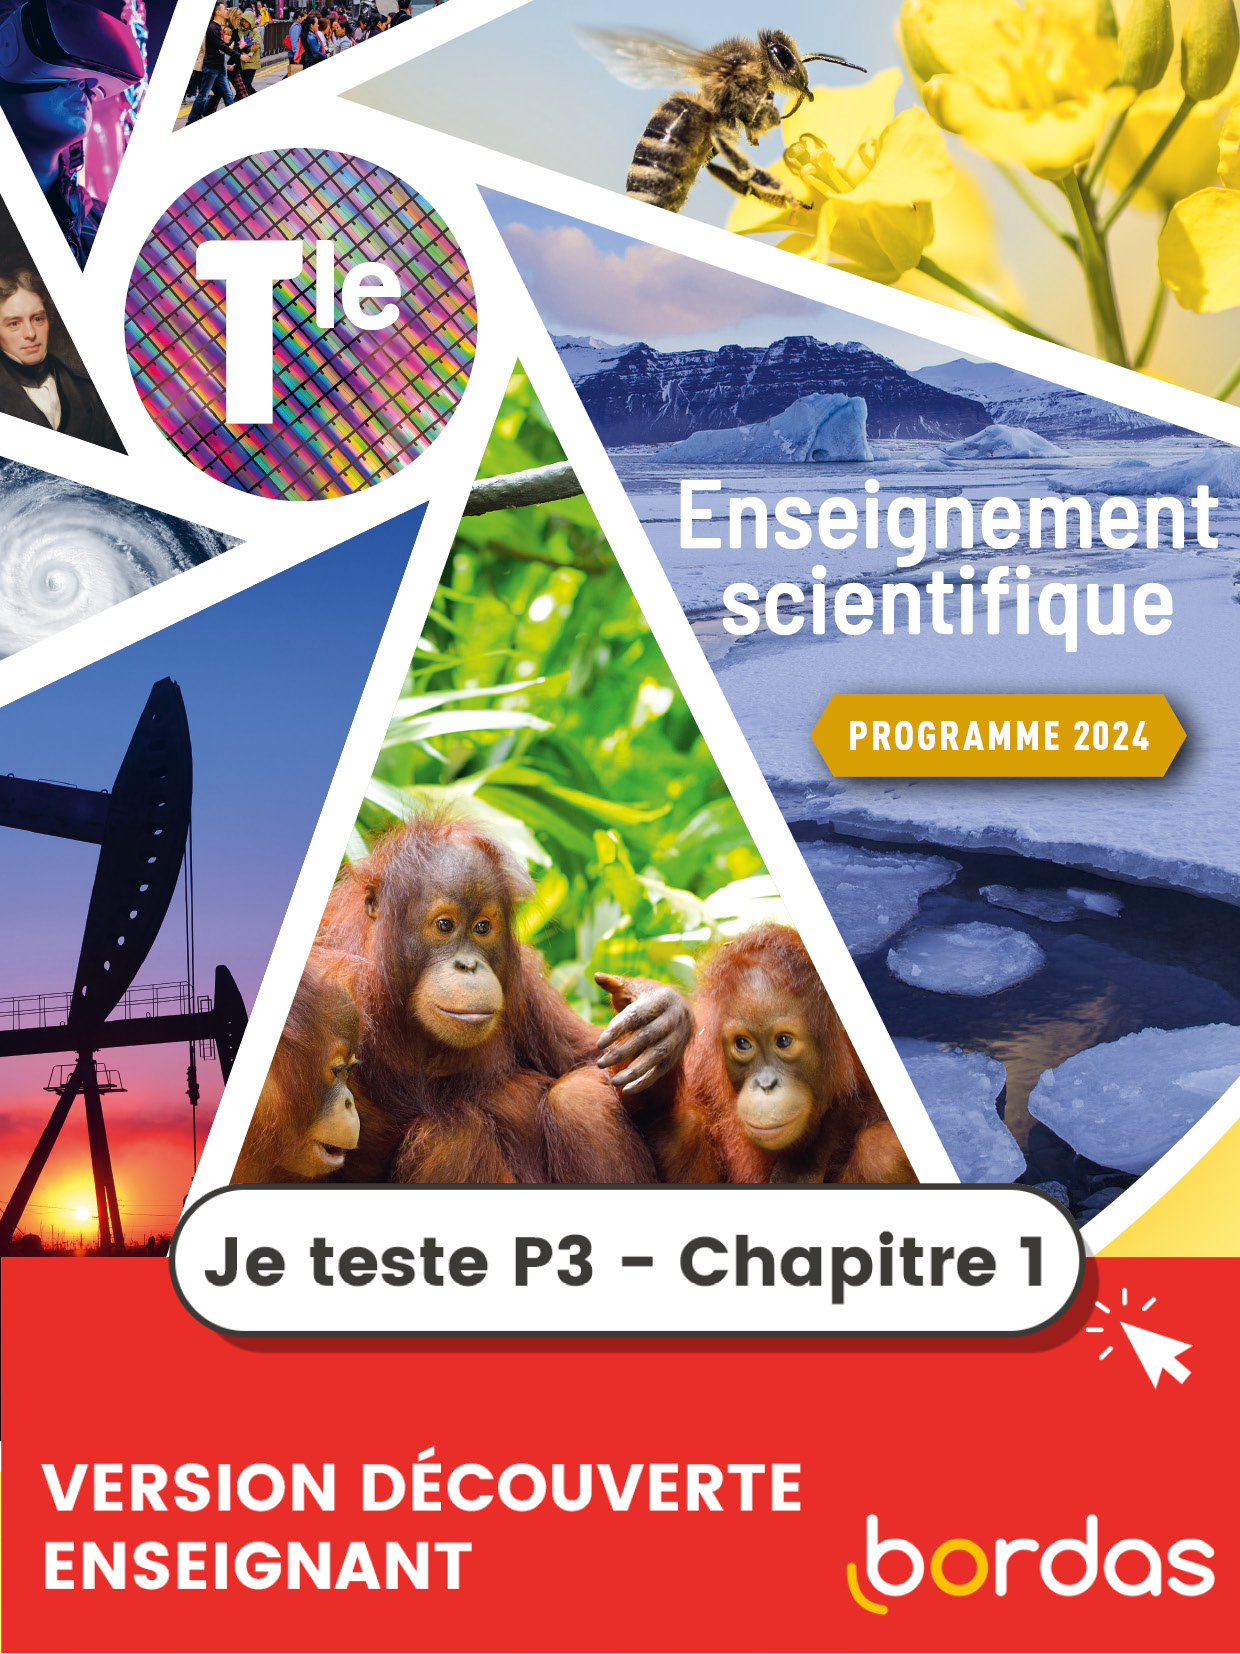 Tle
Enseignement
scientifique
PROGRAMME 2024
Je teste P3 - Chapitre 1
VERSION DÉCOUVERTE
ENSEIGNANT
bordas